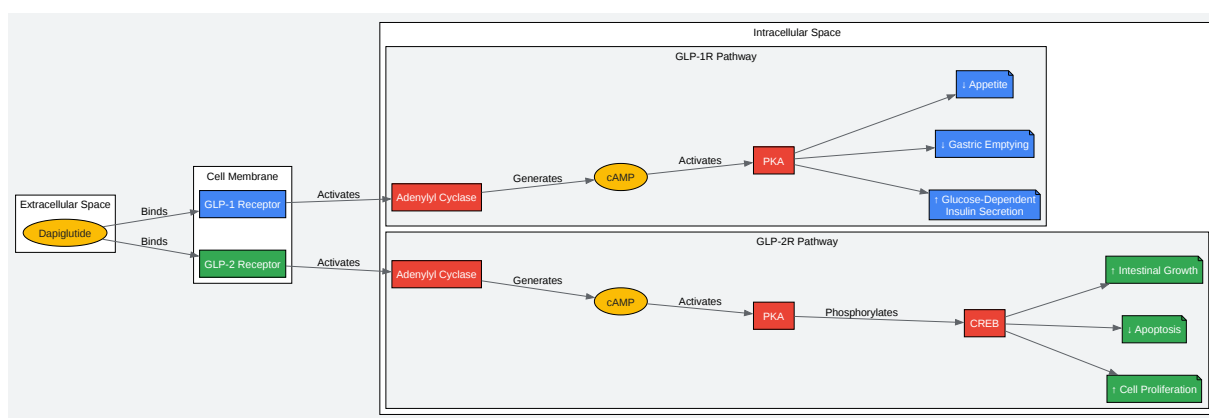 Intracellular Space
GLP-1R Pathway
↓ Appetite
↓ Gastric Emptying
PKA
Activates
cAMP
Generates
Adenylyl Cyclase
↑ Glucose-Dependent
Insulin Secretion
Cell Membrane
GLP-1 Receptor
Activates
Extracellular Space
Dapiglutide
Binds
Binds
GLP-2 Receptor
Activates
GLP-2R Pathway
Adenylyl Cyclase
Generates
cAMP
Activates
PKA
Phosphorylates
CREB
↑ Intestinal Growth
↓ Apoptosis
↑ Cell Proliferation